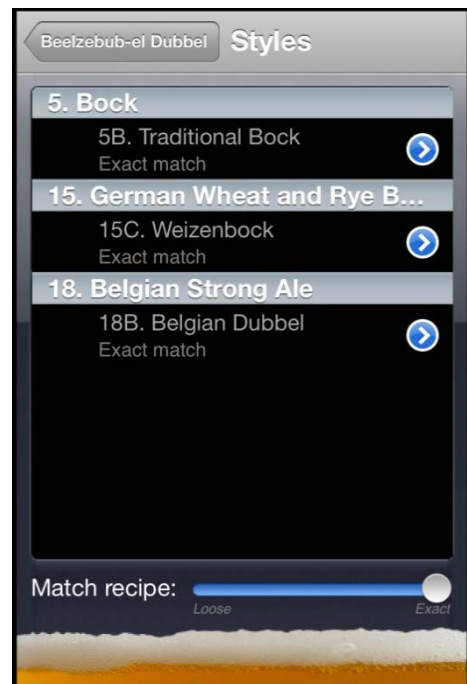 Beelzebub-el Dubbel Styles
5. Bock
5B. Traditional Bock
Exact match
15. German Wheat and Rye B...
15C. Weizenbock
Exact match
18. Belgian Strong Ale
18B. Belgian Dubbel
Exact match
Match recipe:
Loose Exact